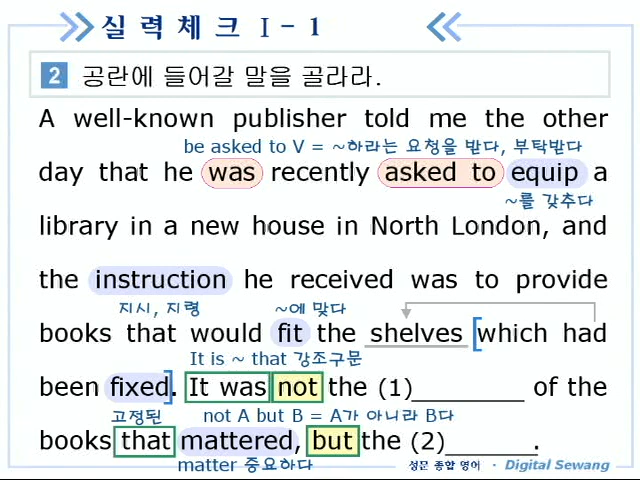 실 력 체 크 I - 1
2 공란에 들어갈 말을 골라라.
A well-known publisher told me the other
be asked to V = ~하라는 요청을 받다, 부탁받다
day that he was recently asked to equip a
~를 갖추다
library in a new house in North London, and
the instruction he received was to provide
지시, 지령 ~에 맞다
books that would fit the shelves [which had
It is ~ that 강조구문
been fixed]. It was not the (1)__________ of the
고정된 not A but B = A가 아니라 B다
books that mattered, but the (2)________.
matter 중요하다
성문 종합 영어 · Digital Sewang